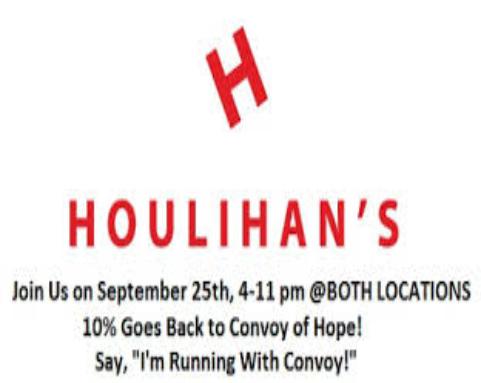 H
HOULIHAN'S
Join Us on September 25th, 4-11 pm @BOTH LOCATIONS
10% Goes Back to Convoy of Hope!
Say, "I'm Running With Convoy!"